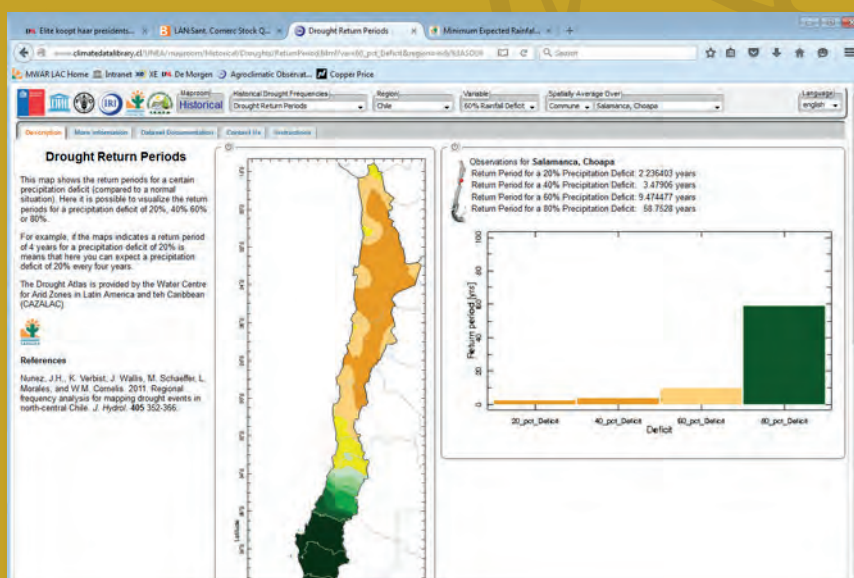 Elite koopt haar presidents...
LAN:Sant. Comerc Stock Q...
Drought Return Periods
Minimum Expected Rainfal...
Search
MWAR LAC Home
Intranet
XE
De Morgen
Agroclimatic Observat...
Copper Price
Maproom
Historical
Historical Drought Frequencies
Drought Return Periods
Region
Chile
Variable
60% Rainfall Deficit
Spatially Average Over
Commune
Salamanca, Choapa
Language
english
Description
More Information
Dataset Documentation
Contact Us
Instructions
Drought Return Periods
This map shows the return periods for a certain
precipitation deficit (compared to a normal
situation). Here it is possible to visualize the return
periods for a precipitation deficit of 20%, 40% 60%
or 80%.
For example, if the maps indicates a return period
of 4 years for a precipitation deficit of 20% is
means that here you can expect a precipitation
deficit of 20% every four years.
The Drought Atlas is provided by the Water Centre
for Arid Zones in Latin America and teh Caribbean
(CAZALAC)
References
Nunez, J.H., K. Verbist, J. Wallis, M. Schaeffer, L.
Morales, and W.M. Cornelis. 2011. Regional
frequency analysis for mapping drought events in
north-central Chile. J. Hydrol. 405 352-366.
Latitude
Observations for Salamanca, Choapa
Return Period for a 20% Precipitation Deficit: 2.236403 years
Return Period for a 40% Precipitation Deficit: 3.47906 years
Return Period for a 60% Precipitation Deficit: 9.474477 years
Return Period for a 80% Precipitation Deficit: 58.7528 years
Return period [yrs]
100
80
60
40
20
0
20_pct_Deficit
40_pct_Deficit
60_pct_Deficit
80_pct_Deficit
Deficit